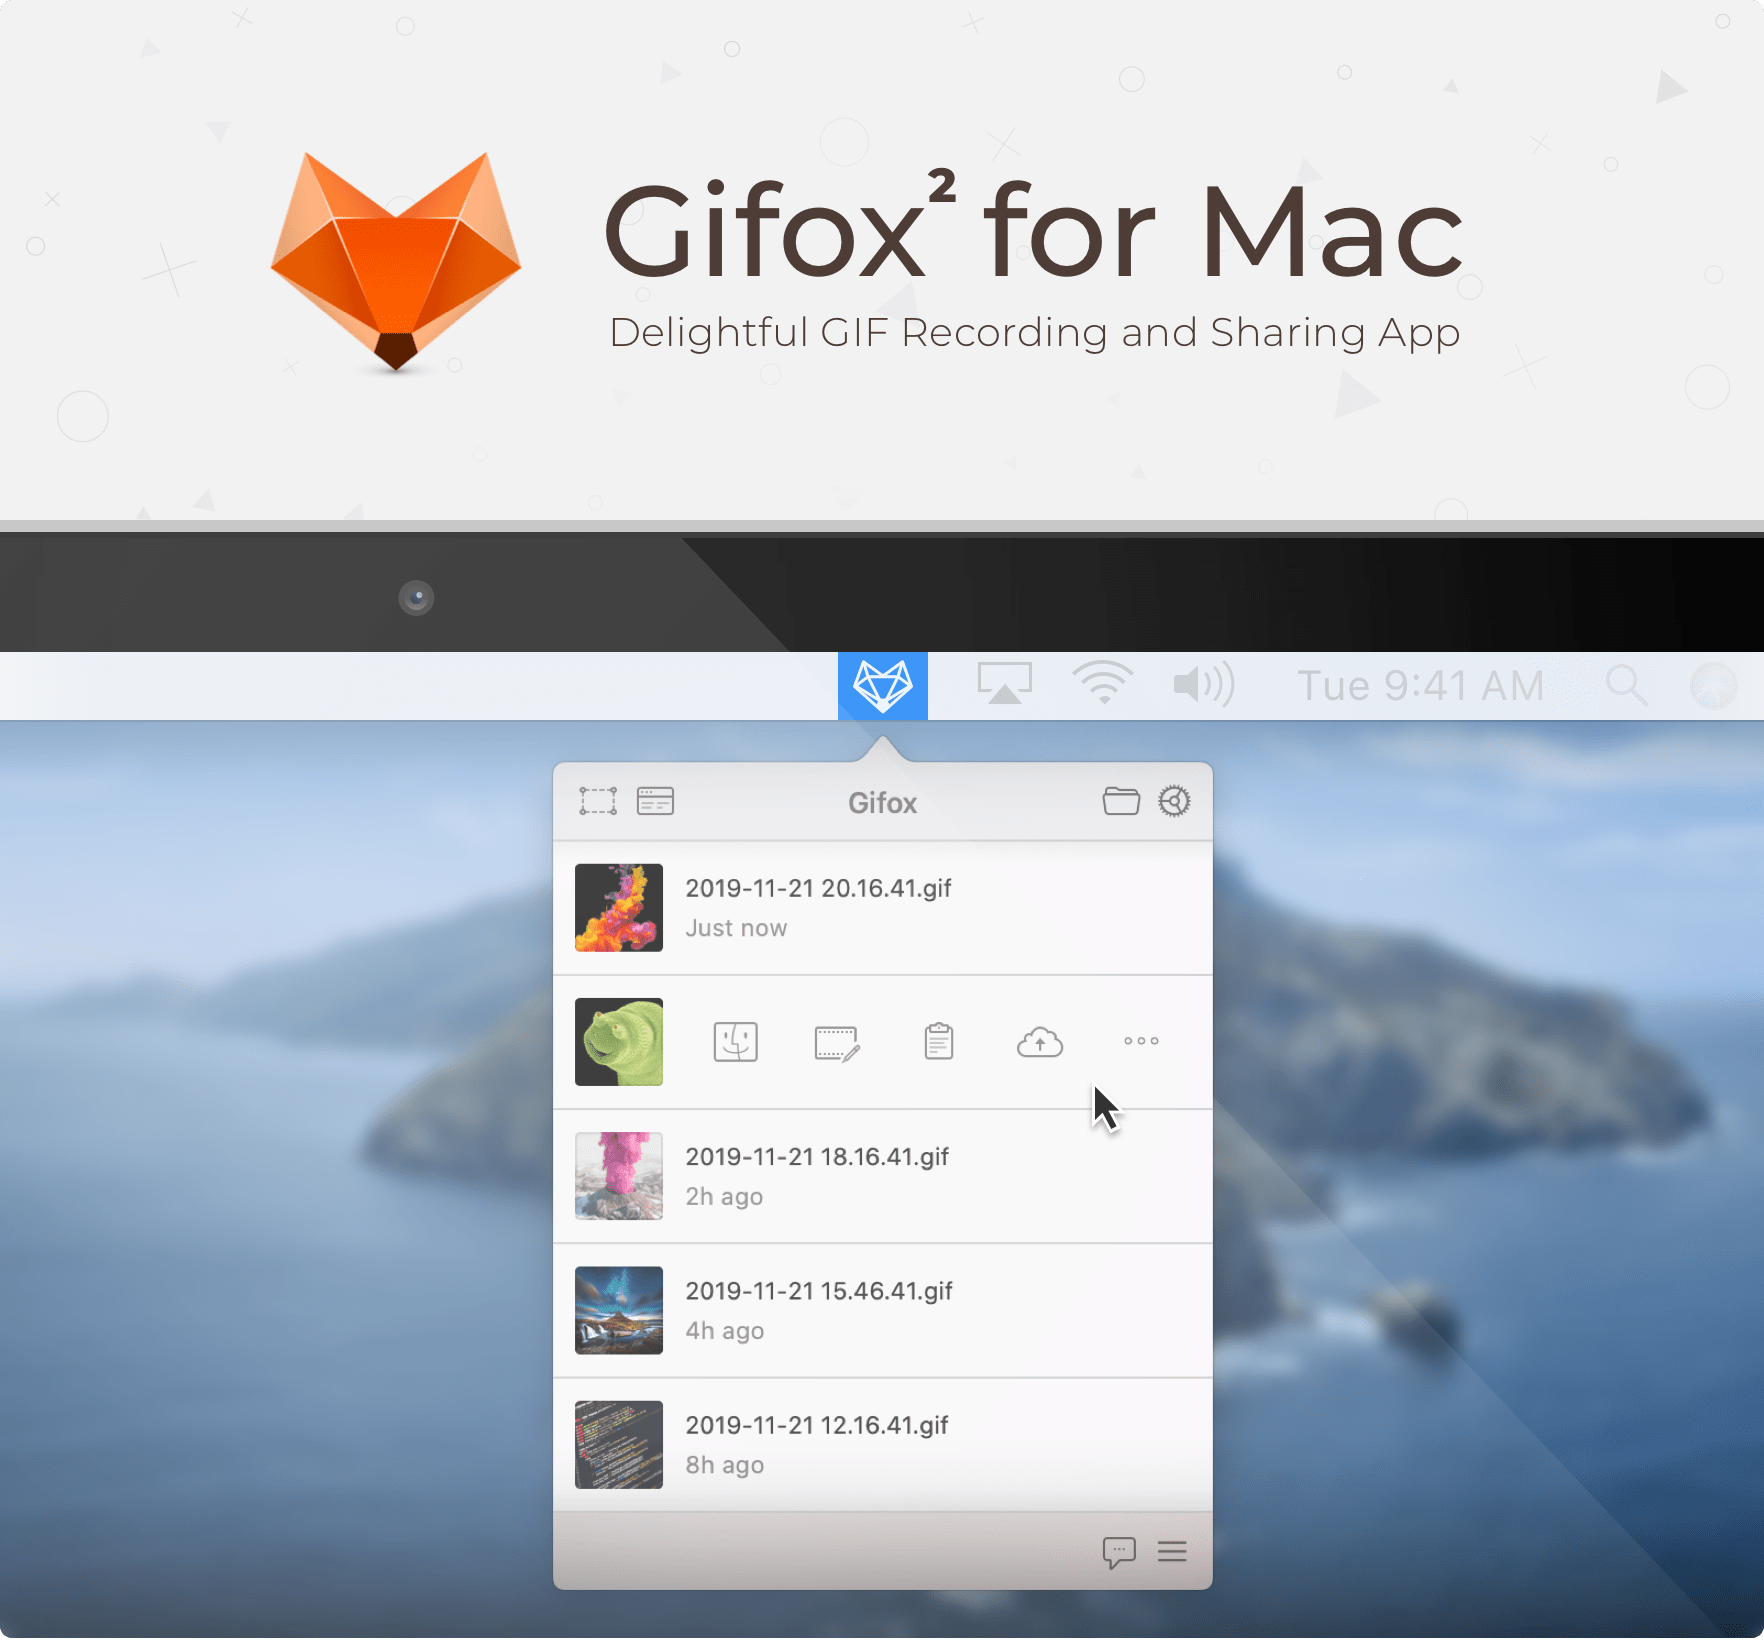 Gifox² for Mac
Delightful GIF Recording and Sharing App
Tue 9:41 AM
Gifox
2019-11-21 20.16.41.gif
Just now
2019-11-21 18.16.41.gif
2h ago
2019-11-21 15.46.41.gif
4h ago
2019-11-21 12.16.41.gif
8h ago